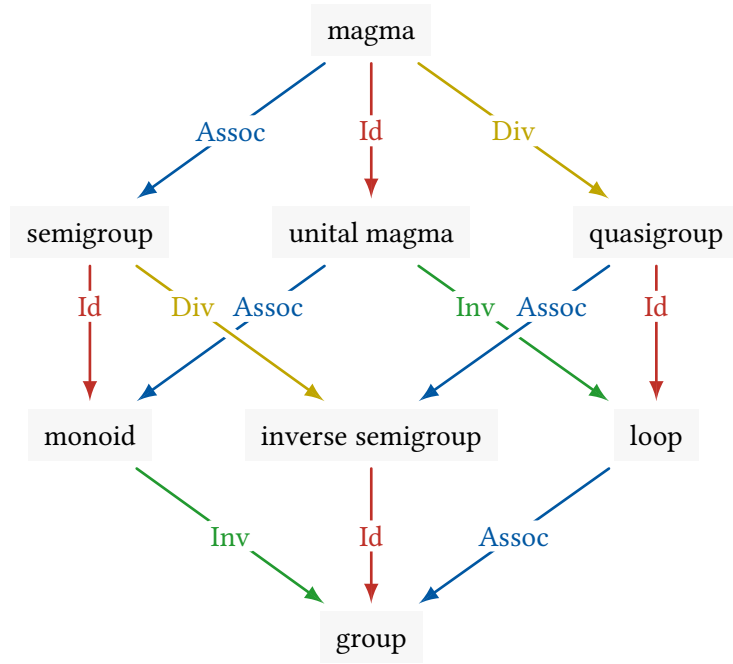 magma
Assoc Id Div
semigroup unital magma quasigroup
Id Div Assoc Inv Assoc Id
monoid inverse semigroup loop
Inv Id Assoc
group